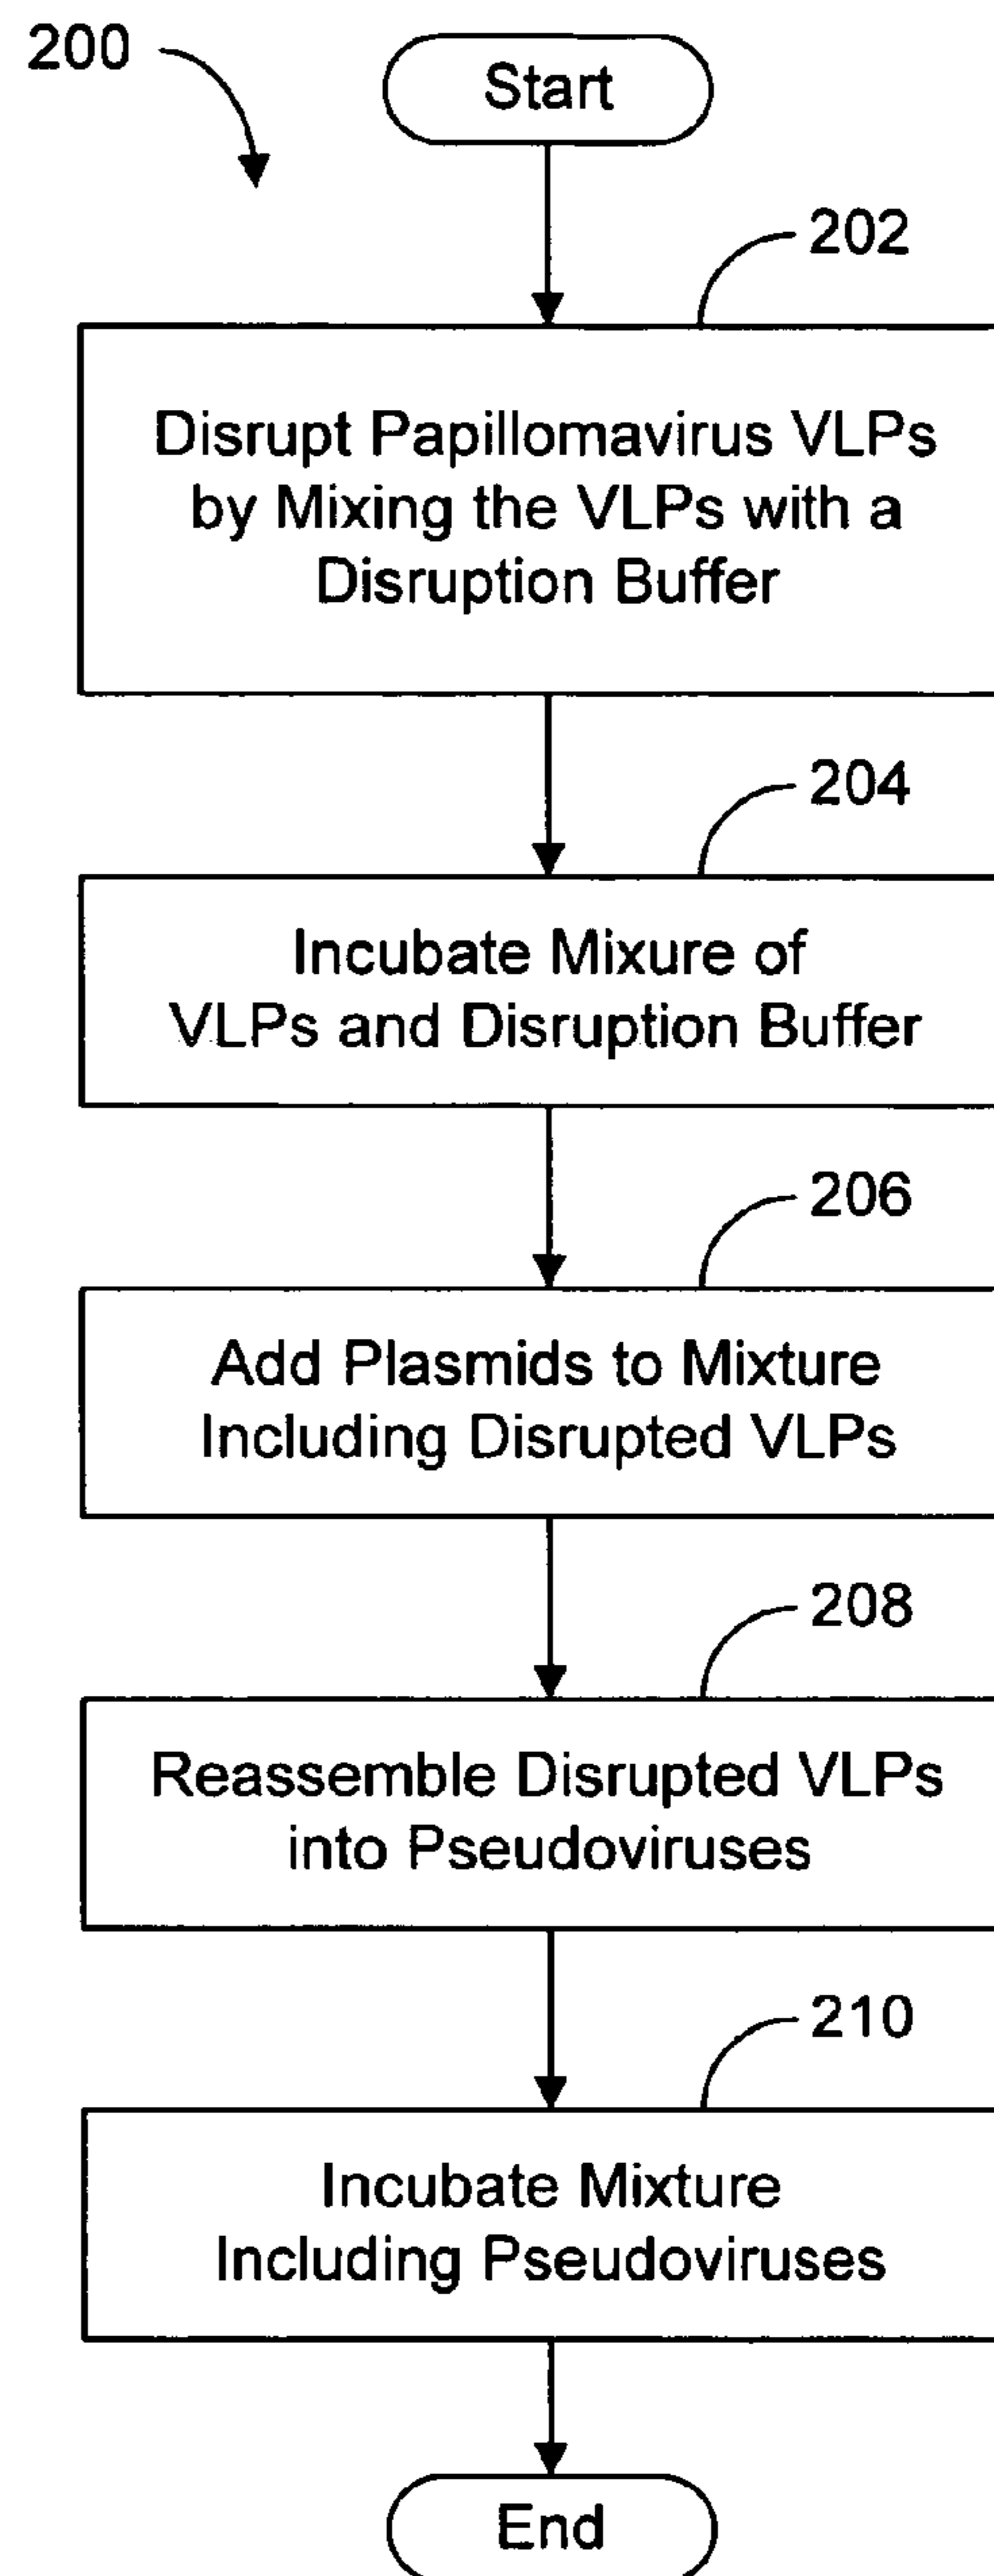 200
Start
202
Disrupt Papillomavirus VLPs
by Mixing the VLPs with a
Disruption Buffer
204
Incubate Mixure of
VLPs and Disruption Buffer
206
Add Plasmids to Mixture
Including Disrupted VLPs
208
Reassemble Disrupted VLPs
into Pseudoviruses
210
Incubate Mixture
Including Pseudoviruses
End